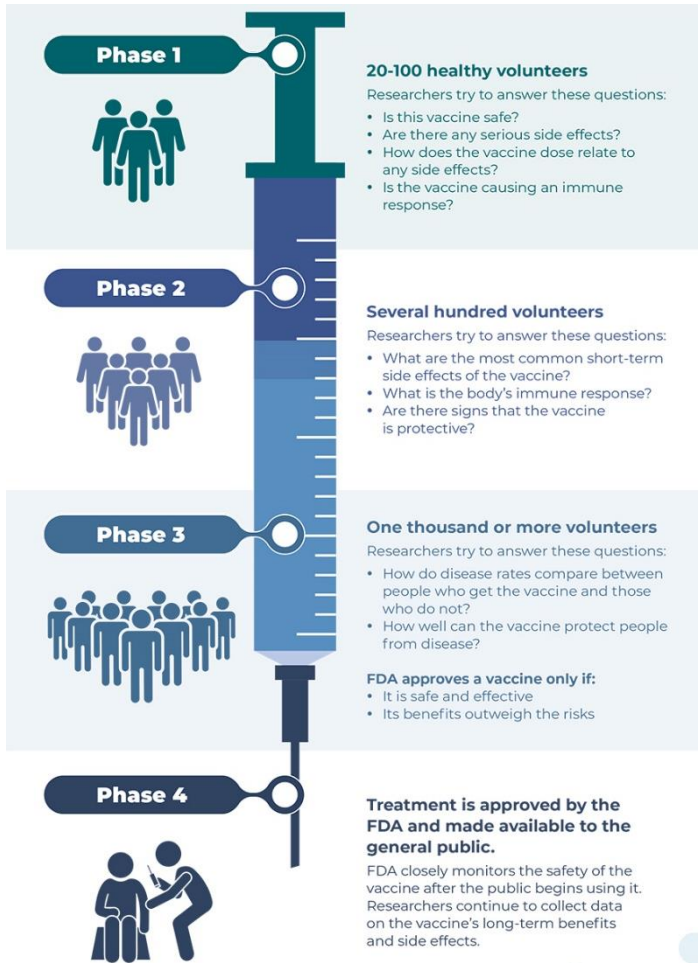 Phase 1
20-100 healthy volunteers
Researchers try to answer these questions:
• Is this vaccine safe?
• Are there any serious side effects?
• How does the vaccine dose relate to
any side effects?
• Is the vaccine causing an immune
response?
Phase 2
Several hundred volunteers
Researchers try to answer these questions:
• What are the most common short-term
side effects of the vaccine?
• What is the body's immune response?
• Are there signs that the vaccine
is protective?
Phase 3
One thousand or more volunteers
Researchers try to answer these questions:
• How do disease rates compare between
people who get the vaccine and those
who do not?
• How well can the vaccine protect people
from disease?
FDA approves a vaccine only if:
• It is safe and effective
• Its benefits outweigh the risks
Phase 4
Treatment is approved by the
FDA and made available to the
general public.
FDA closely monitors the safety of the
vaccine after the public begins using it.
Researchers continue to collect data
on the vaccine's long-term benefits
and side effects.